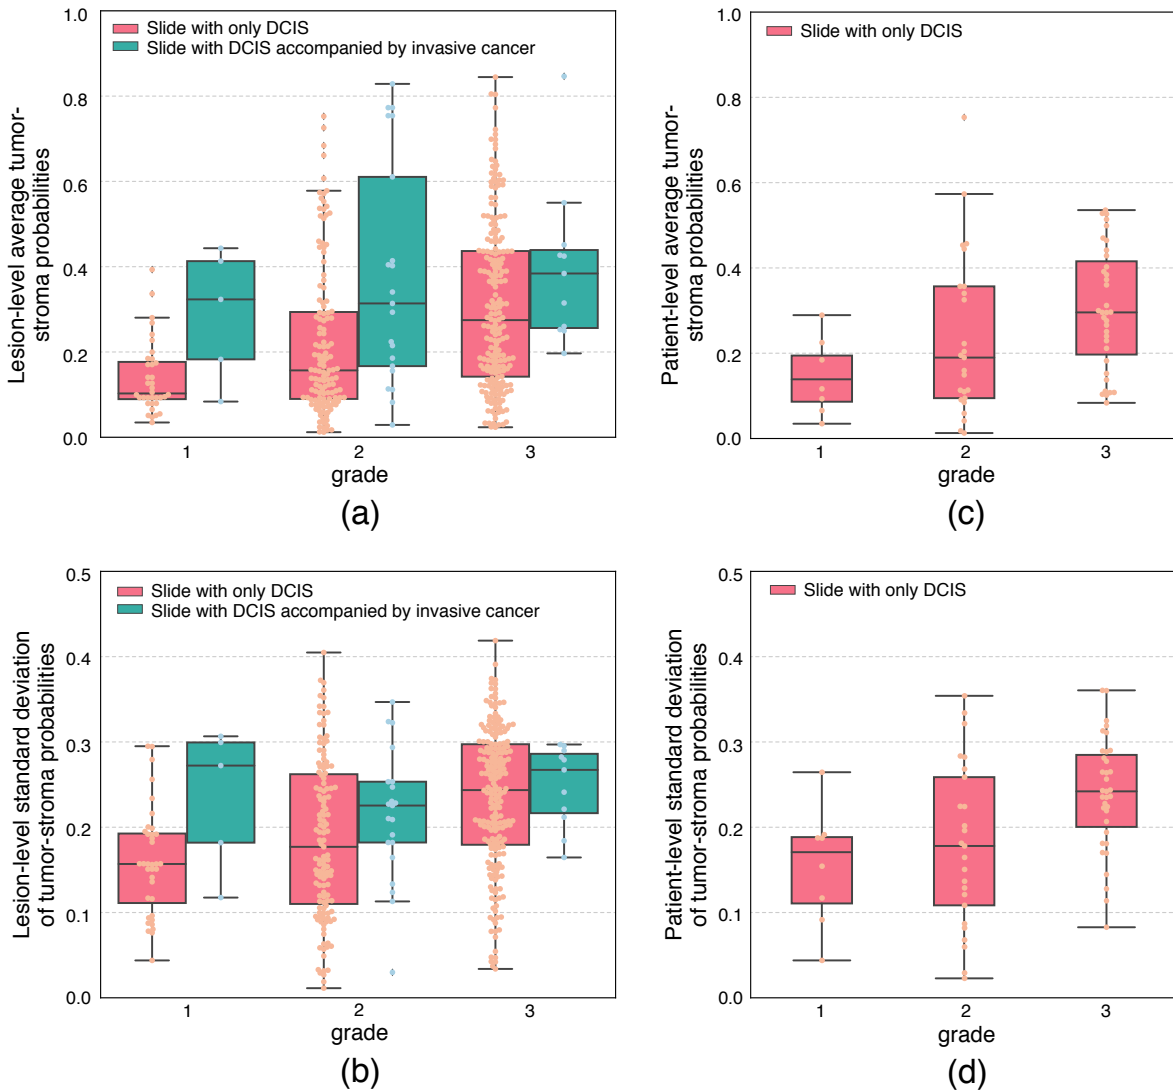 Lesion-level average tumor-
stroma probabilities
1.0
0.8
0.6
0.4
0.2
0.0
Slide with only DCIS
Slide with DCIS accompanied by invasive cancer
1 2 3
grade
(a)
Patient-level average tumor-
stroma probabilities
1.0
0.8
0.6
0.4
0.2
0.0
Slide with only DCIS
1 2 3
grade
(c)
Lesion-level standard deviation
of tumor-stroma probabilities
0.5
0.4
0.3
0.2
0.1
0.0
Slide with only DCIS
Slide with DCIS accompanied by invasive cancer
1 2 3
grade
(b)
Patient-level standard deviation
of tumor-stroma probabilities
0.5
0.4
0.3
0.2
0.1
0.0
Slide with only DCIS
1 2 3
grade
(d)